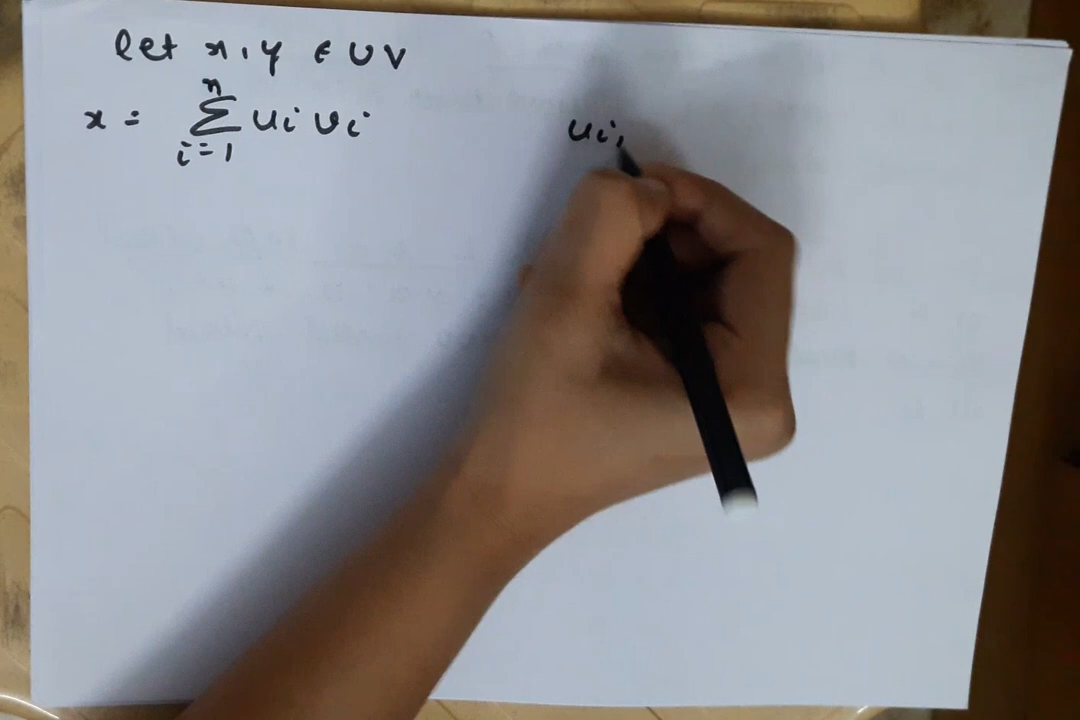 let x, y ∈ UV
x = n∑i=1 ui vi
ui,